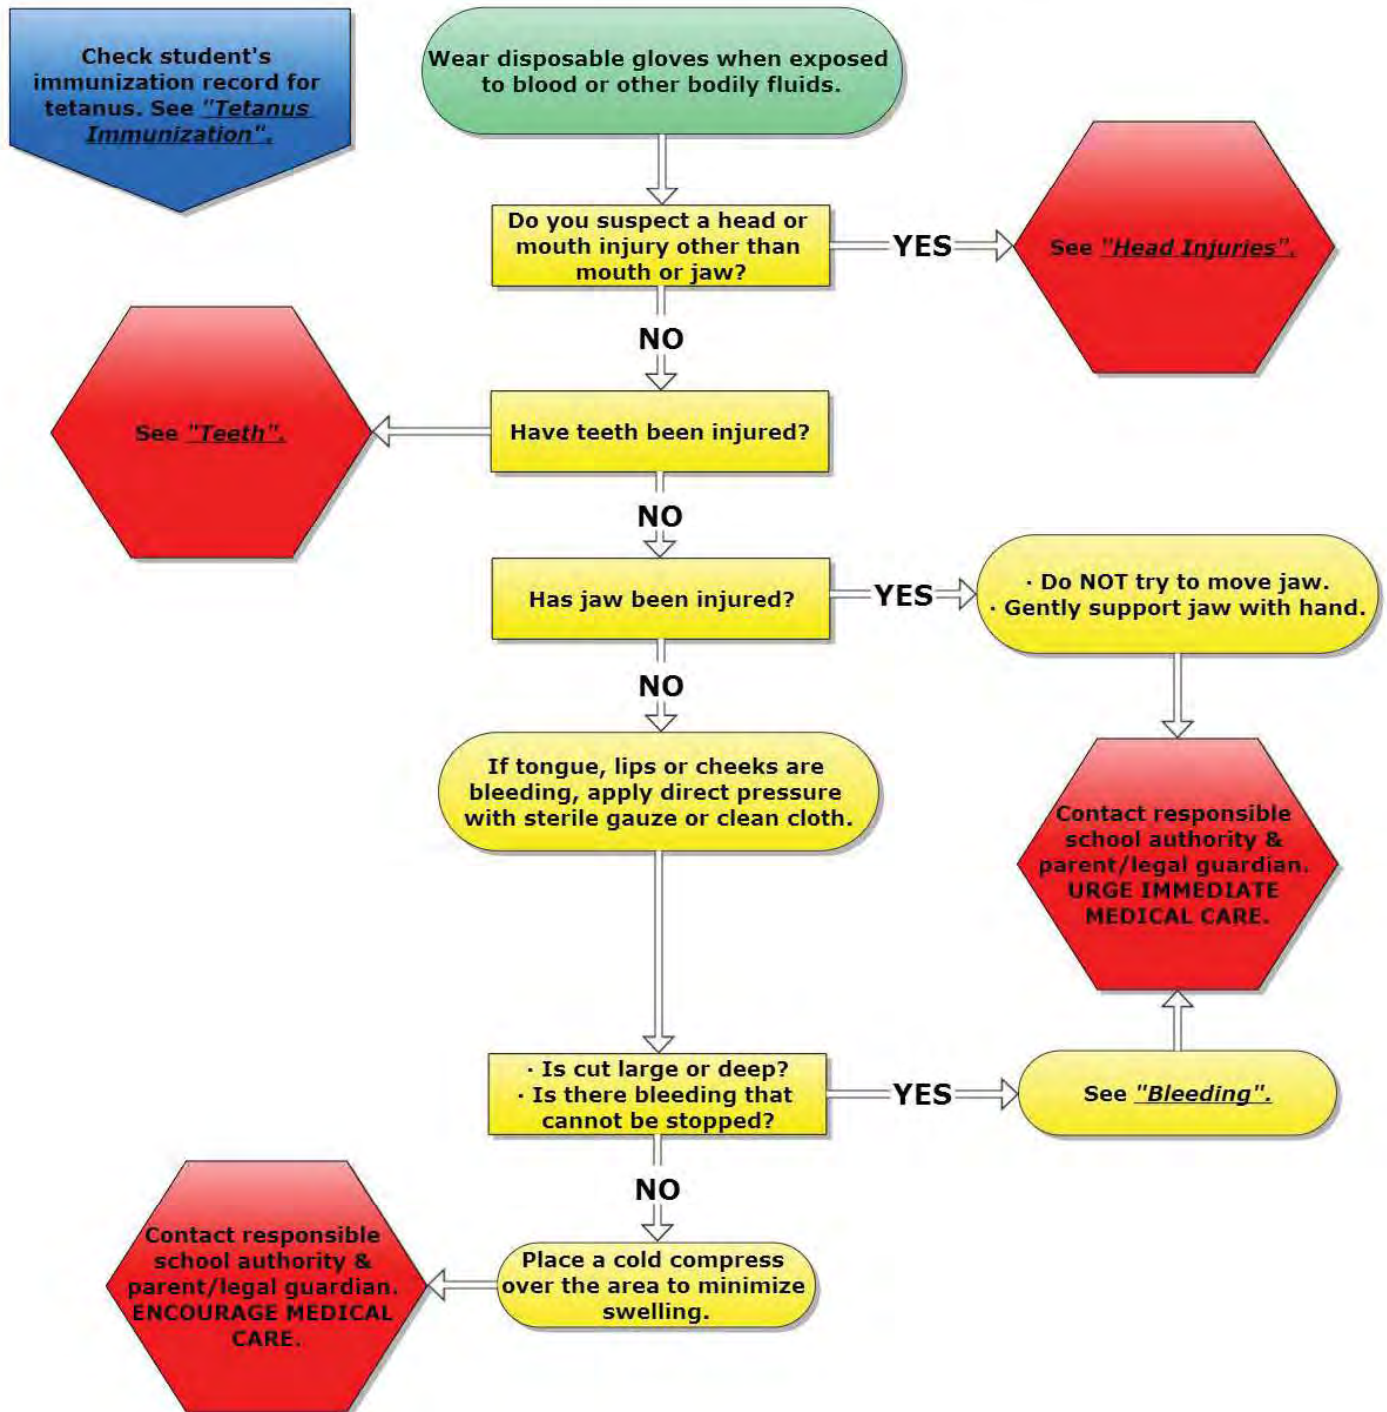 Check student's
immunization record for
tetanus. See "Tetanus
Immunization".
Wear disposable gloves when exposed
to blood or other bodily fluids.
Do you suspect a head or
mouth injury other than
mouth or jaw?
YES
See "Head Injuries".
NO
Have teeth been injured?
See "Teeth".
NO
Has jaw been injured?
YES
· Do NOT try to move jaw.
· Gently support jaw with hand.
NO
If tongue, lips or cheeks are
bleeding, apply direct pressure
with sterile gauze or clean cloth.
Contact responsible
school authority &
parent/legal guardian.
URGE IMMEDIATE
MEDICAL CARE.
· Is cut large or deep?
· Is there bleeding that
cannot be stopped?
YES
See "Bleeding".
NO
Place a cold compress
over the area to minimize
swelling.
Contact responsible
school authority &
parent/legal guardian.
ENCOURAGE MEDICAL
CARE.